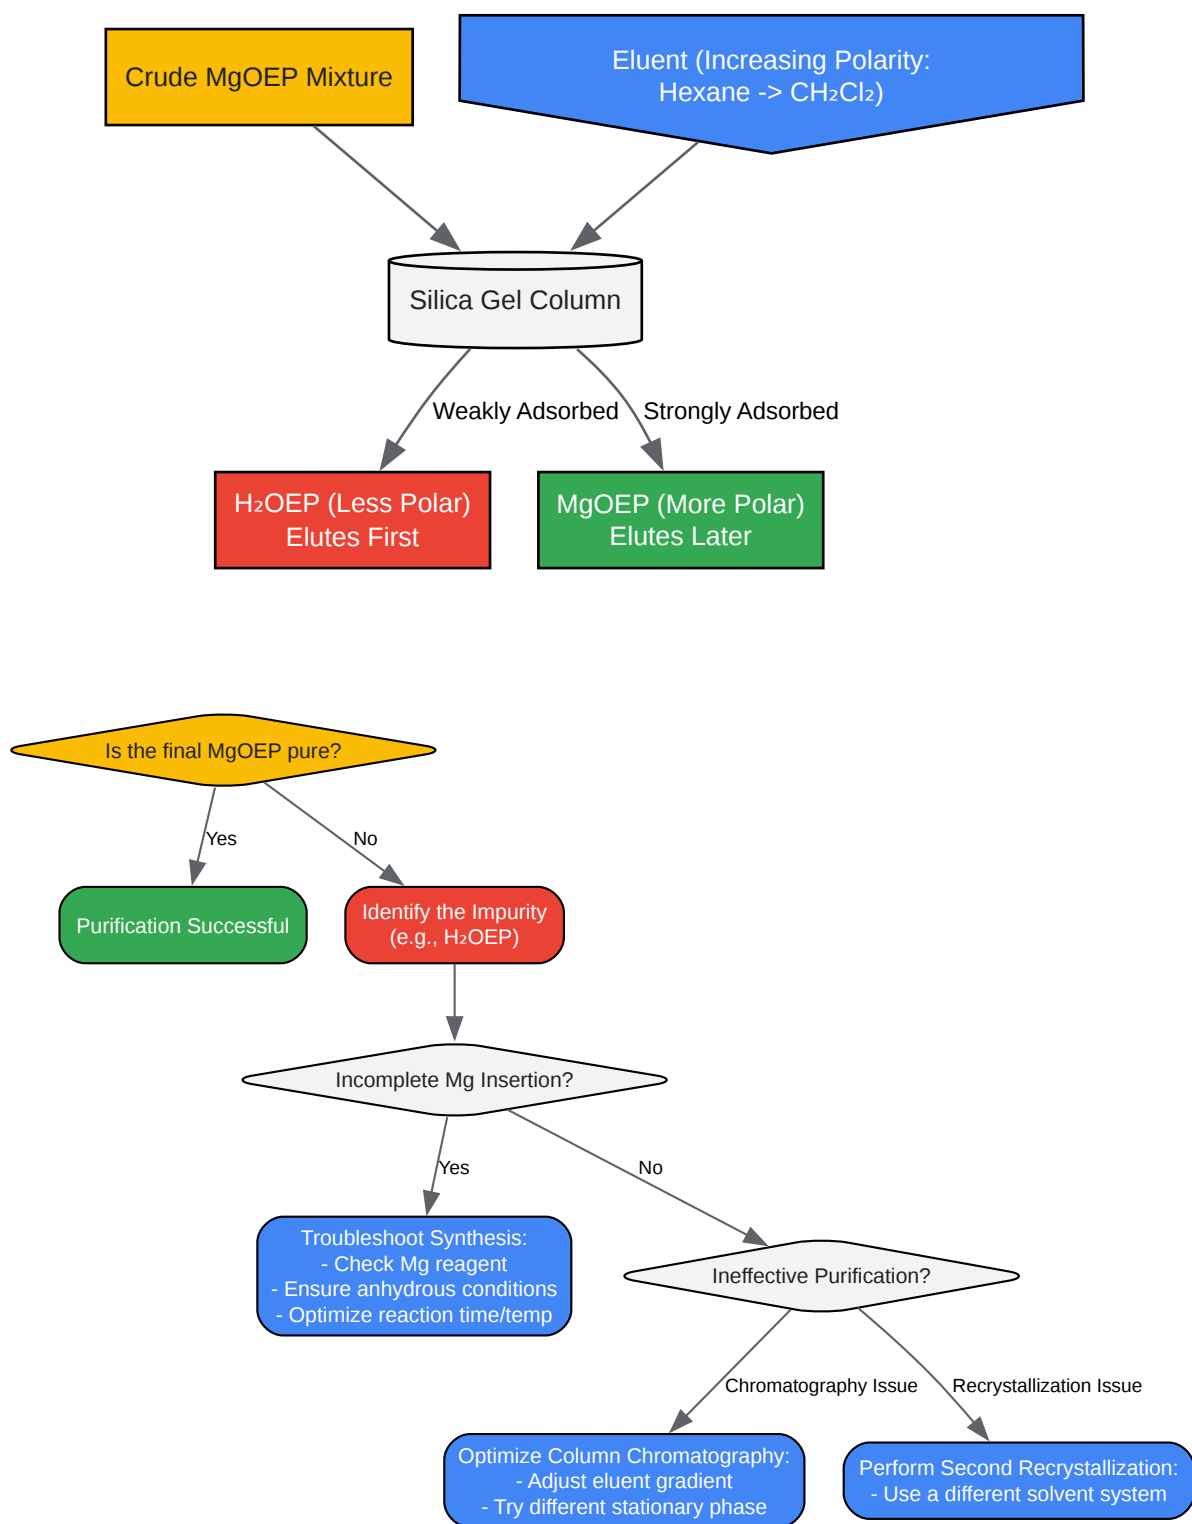 Crude MgOEP Mixture
Eluent (Increasing Polarity:
Hexane -> CH₂Cl₂)
Silica Gel Column
Weakly Adsorbed
Strongly Adsorbed
H₂OEP (Less Polar)
Elutes First
MgOEP (More Polar)
Elutes Later
Is the final MgOEP pure?
Yes
No
Purification Successful
Identify the Impurity
(e.g., H₂OEP)
Incomplete Mg Insertion?
Yes
No
Troubleshoot Synthesis:
- Check Mg reagent
- Ensure anhydrous conditions
- Optimize reaction time/temp
Ineffective Purification?
Chromatography Issue
Recrystallization Issue
Optimize Column Chromatography:
- Adjust eluent gradient
- Try different stationary phase
Perform Second Recrystallization:
- Use a different solvent system